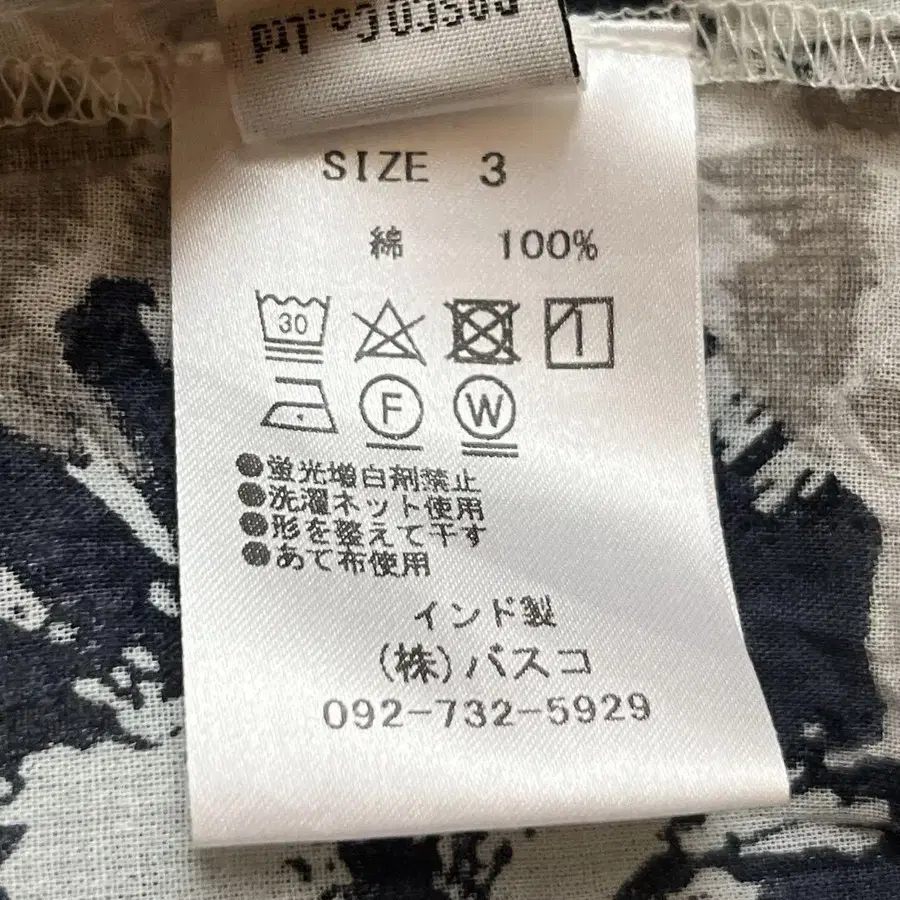 Co.,Ltd
SIZE 3
綿 100%
30
F W
●蛍光増白剤禁止
●洗濯ネット使用
●形を整えて干す
●あて布使用
インド製
(株)パスコ
092-732-5929